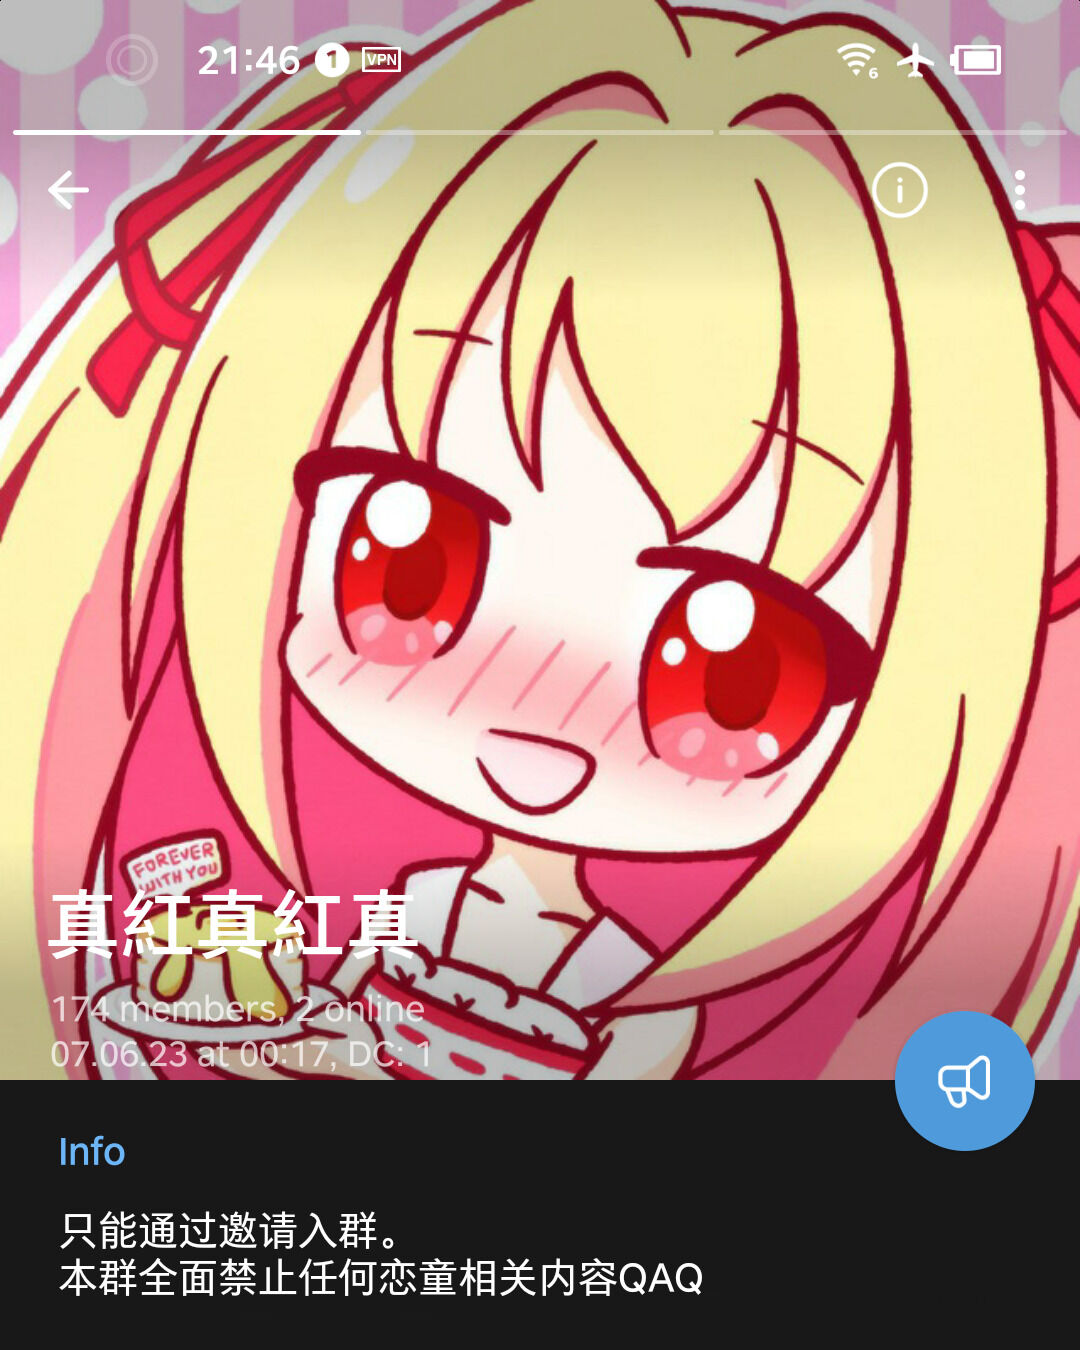 21:46 1 VPN 6
FOREVER
WITH YOU
真紅真紅真
174 members, 2 online
07.06.23 at 00:17, DC: 1
Info
只能通过邀请入群。
本群全面禁止任何恋童相关内容QAQ